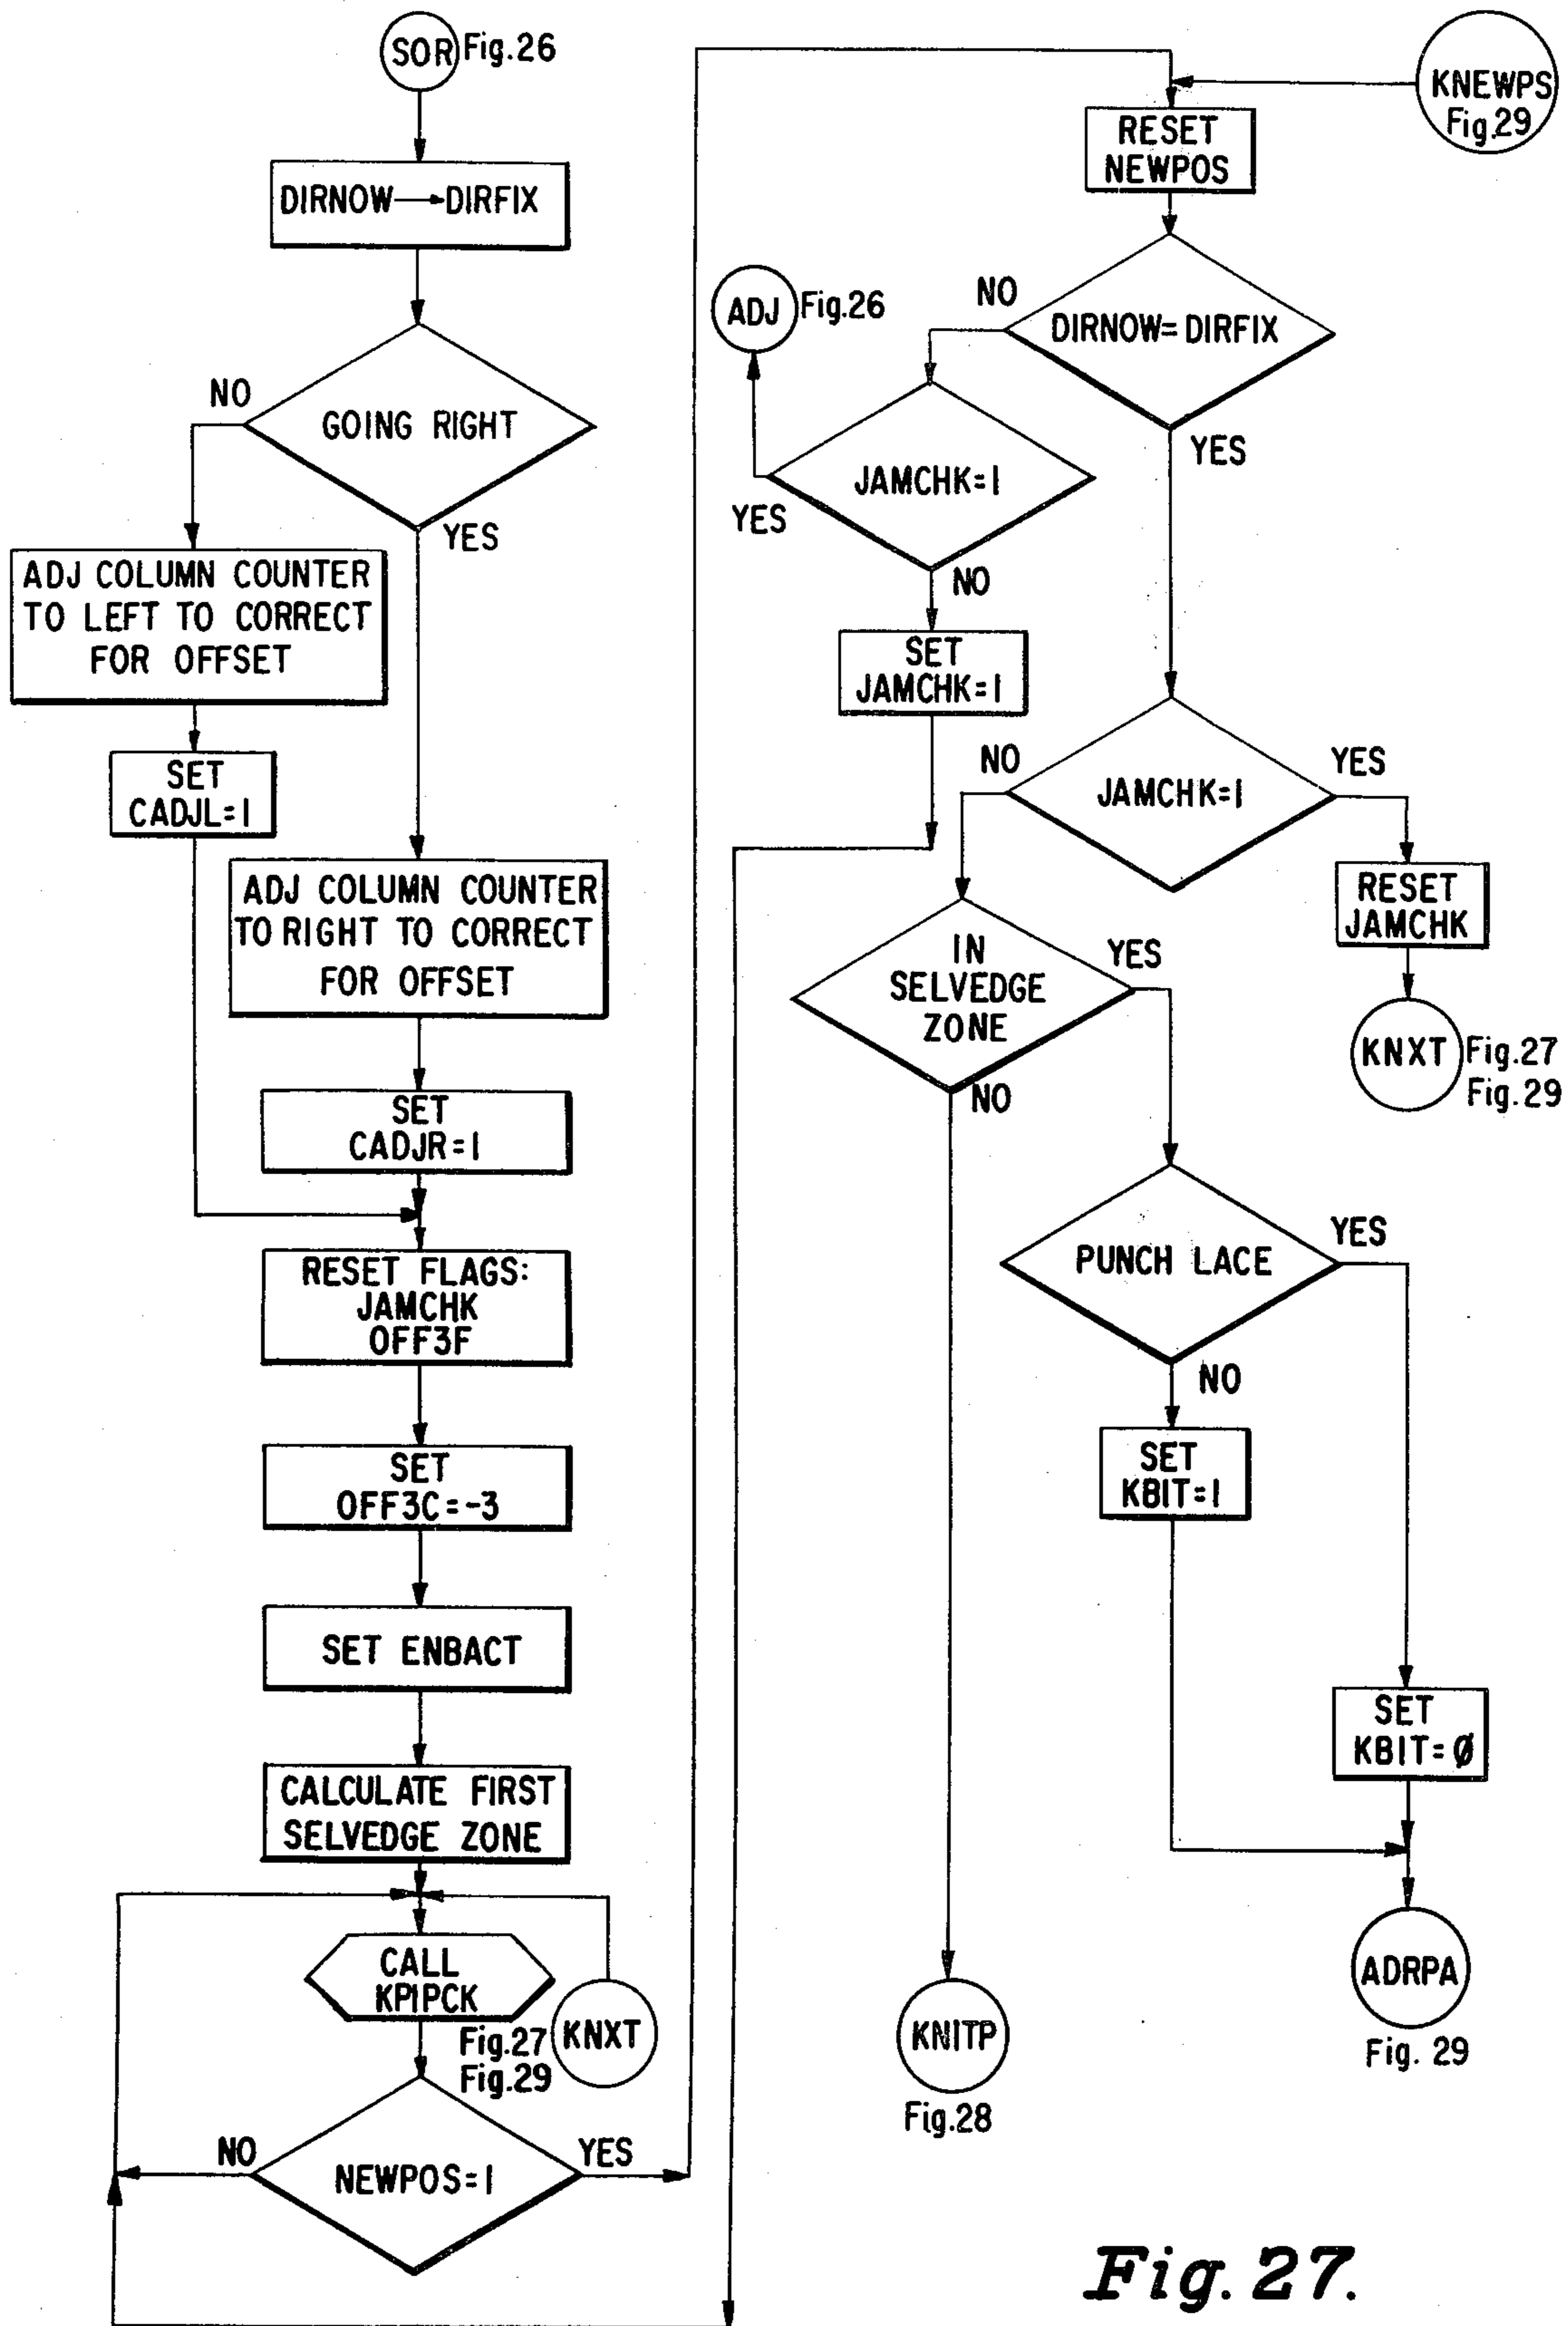 SOR Fig.26
DIRNOW→DIRFIX
GOING RIGHT
NO
YES
ADJ COLUMN COUNTER
TO LEFT TO CORRECT
FOR OFFSET
SET
CADJL=1
ADJ COLUMN COUNTER
TO RIGHT TO CORRECT
FOR OFFSET
SET
CADJR=1
RESET FLAGS:
JAMCHK
OFF3F
SET
OFF3C=-3
SET ENBACT
CALCULATE FIRST
SELVEDGE ZONE
CALL
KPIPCK
KNXT
Fig.27
Fig.29
NEWPOS=1
NO
YES
KNEWPS
Fig.29
RESET
NEWPOS
DIRNOW=DIRFIX
NO
YES
ADJ Fig.26
JAMCHK=1
YES
NO
SET
JAMCHK=1
JAMCHK=1
NO
YES
RESET
JAMCHK
KNXT Fig.27
Fig.29
IN
SELVEDGE
ZONE
YES
NO
PUNCH LACE
YES
NO
SET
KBIT=1
SET
KBIT=Ø
KNITP
Fig.28
ADRPA
Fig. 29
Fig. 27.